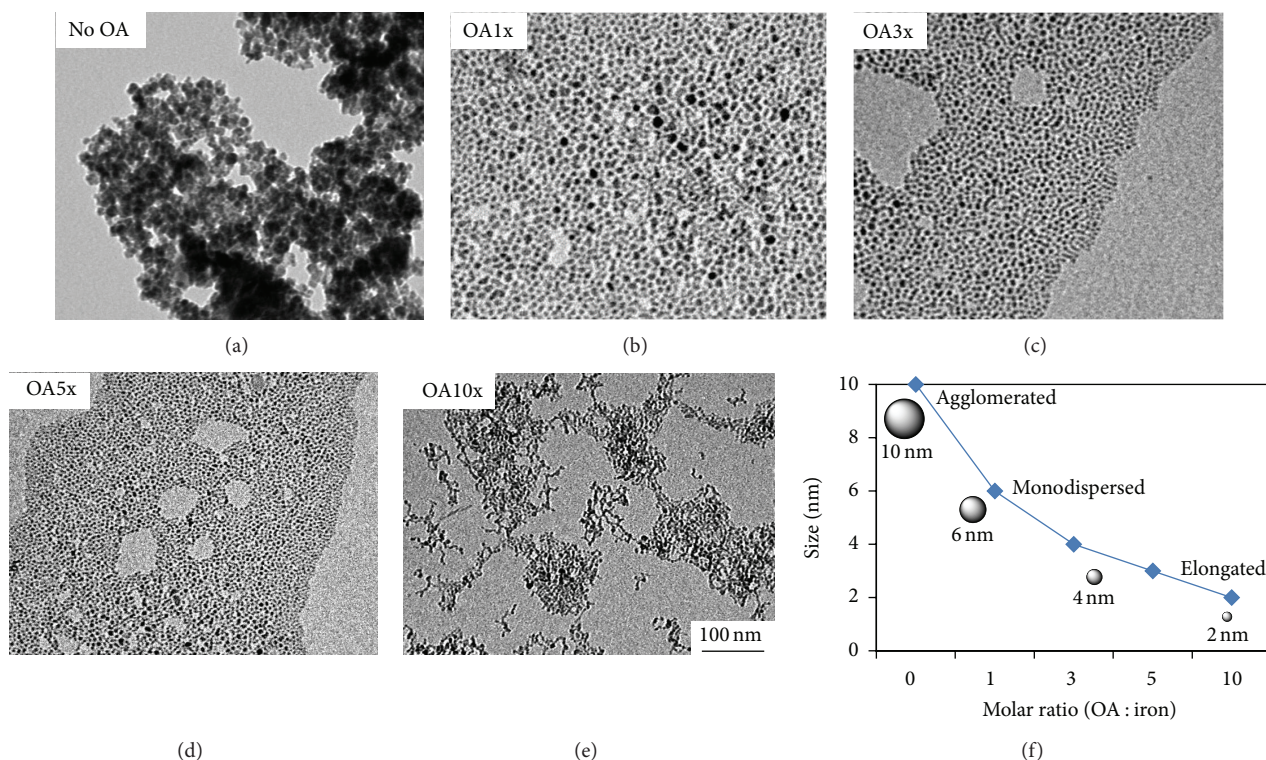 No OA
OA1x
OA3x
(a)
(b)
(c)
OA5x
OA10x
100 nm
(d)
(e)
10
8
6
4
2
0
Size (nm)
Agglomerated
10 nm
Monodispersed
6 nm
4 nm
Elongated
2 nm
0 1 3 5 10
Molar ratio (OA : iron)
(f)